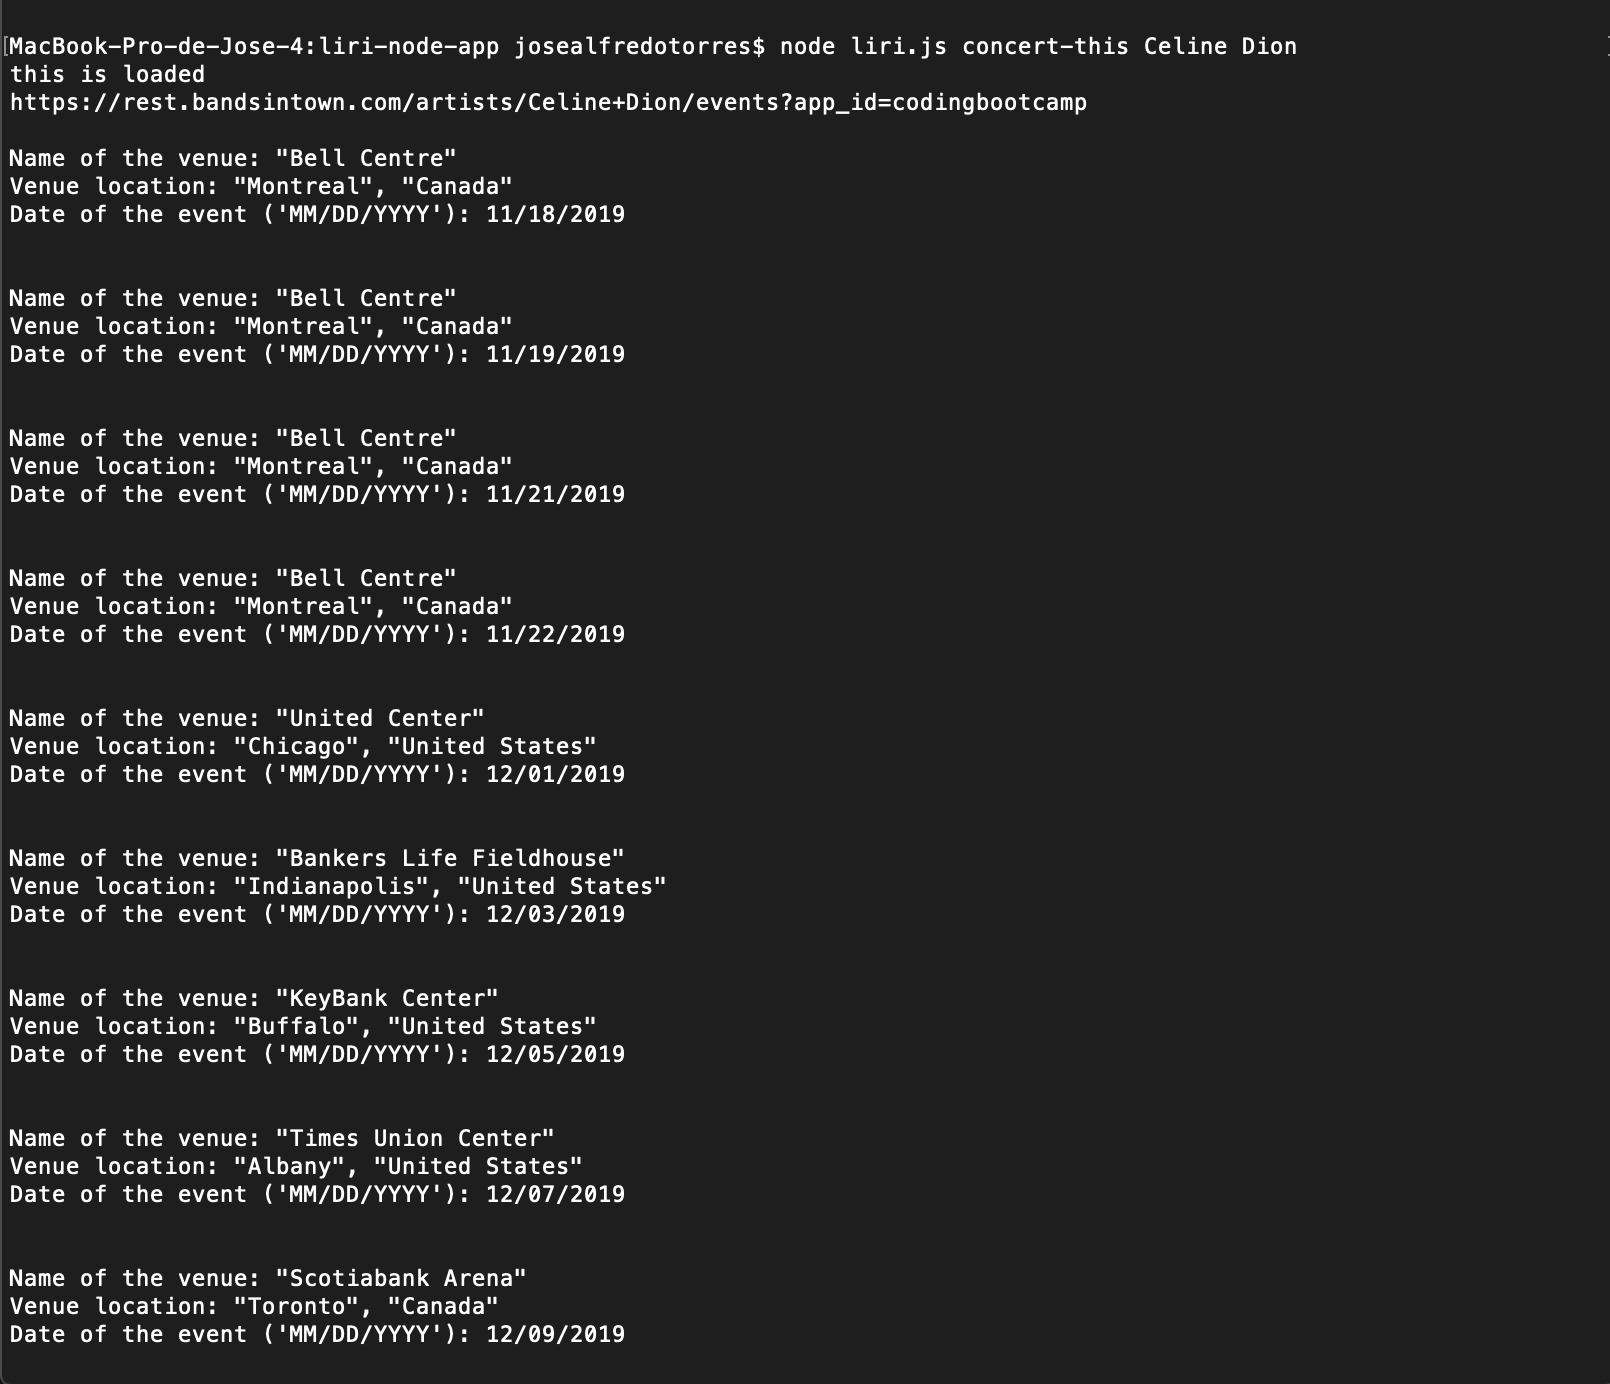 [MacBook-Pro-de-Jose-4:liri-node-app josealfredotorres$ node liri.js concert-this Celine Dion ]
this is loaded
https://rest.bandsintown.com/artists/Celine+Dion/events?app_id=codingbootcamp
Name of the venue: "Bell Centre"
Venue location: "Montreal", "Canada"
Date of the event ('MM/DD/YYYY'): 11/18/2019
Name of the venue: "Bell Centre"
Venue location: "Montreal", "Canada"
Date of the event ('MM/DD/YYYY'): 11/19/2019
Name of the venue: "Bell Centre"
Venue location: "Montreal", "Canada"
Date of the event ('MM/DD/YYYY'): 11/21/2019
Name of the venue: "Bell Centre"
Venue location: "Montreal", "Canada"
Date of the event ('MM/DD/YYYY'): 11/22/2019
Name of the venue: "United Center"
Venue location: "Chicago", "United States"
Date of the event ('MM/DD/YYYY'): 12/01/2019
Name of the venue: "Bankers Life Fieldhouse"
Venue location: "Indianapolis", "United States"
Date of the event ('MM/DD/YYYY'): 12/03/2019
Name of the venue: "KeyBank Center"
Venue location: "Buffalo", "United States"
Date of the event ('MM/DD/YYYY'): 12/05/2019
Name of the venue: "Times Union Center"
Venue location: "Albany", "United States"
Date of the event ('MM/DD/YYYY'): 12/07/2019
Name of the venue: "Scotiabank Arena"
Venue location: "Toronto", "Canada"
Date of the event ('MM/DD/YYYY'): 12/09/2019